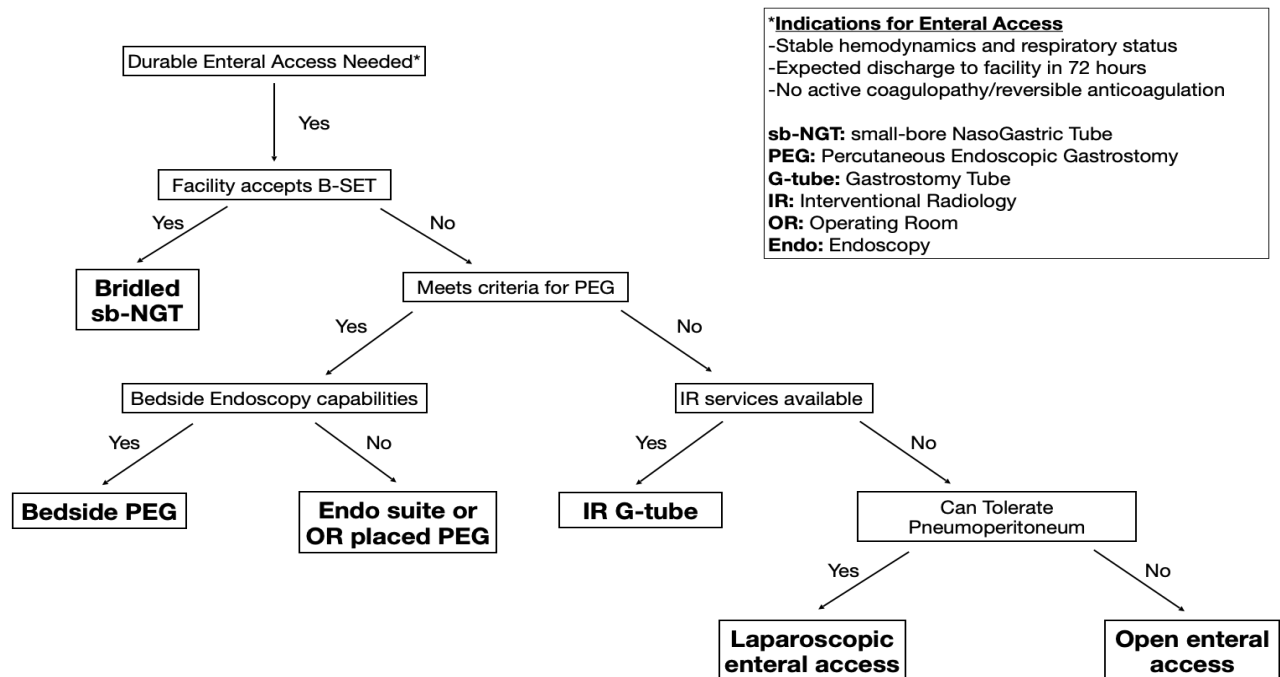 Durable Enteral Access Needed*
Yes
Facility accepts B-SET
Yes
No
Bridled
sb-NGT
Meets criteria for PEG
Yes
No
Bedside Endoscopy capabilities
IR services available
Yes
No
Yes
No
Bedside PEG
Endo suite or
OR placed PEG
IR G-tube
Can Tolerate
Pneumoperitoneum
Yes
No
Laparoscopic
enteral access
Open enteral
access
*Indications for Enteral Access
-Stable hemodynamics and respiratory status
-Expected discharge to facility in 72 hours
-No active coagulopathy/reversible anticoagulation
sb-NGT: small-bore NasoGastric Tube
PEG: Percutaneous Endoscopic Gastrostomy
G-tube: Gastrostomy Tube
IR: Interventional Radiology
OR: Operating Room
Endo: Endoscopy